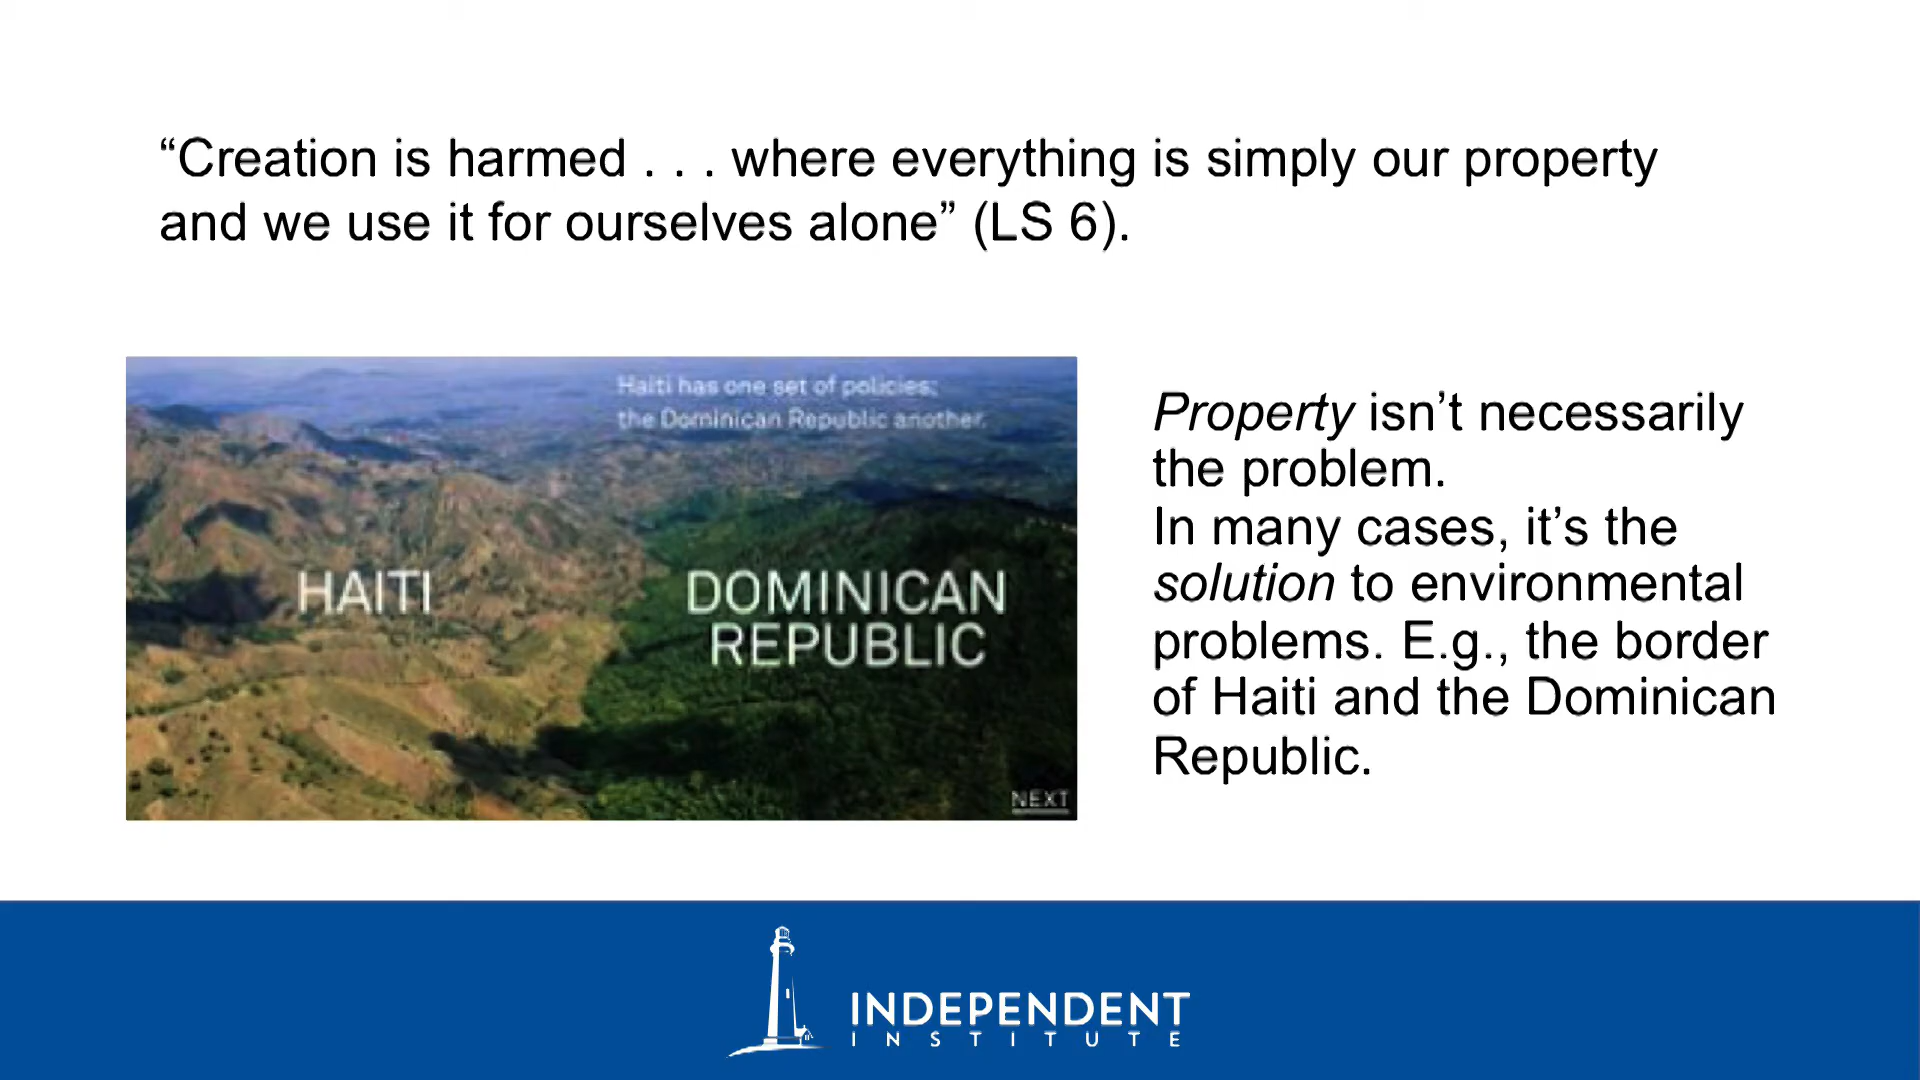 “Creation is harmed . . . where everything is simply our property
and we use it for ourselves alone” (LS 6).
Haiti has one set of policies;
the Dominican Republic another.
HAITI
DOMINICAN
REPUBLIC
NEXT
Property isn’t necessarily
the problem.
In many cases, it’s the
solution to environmental
problems. E.g., the border
of Haiti and the Dominican
Republic.
INDEPENDENT
INSTITUTE